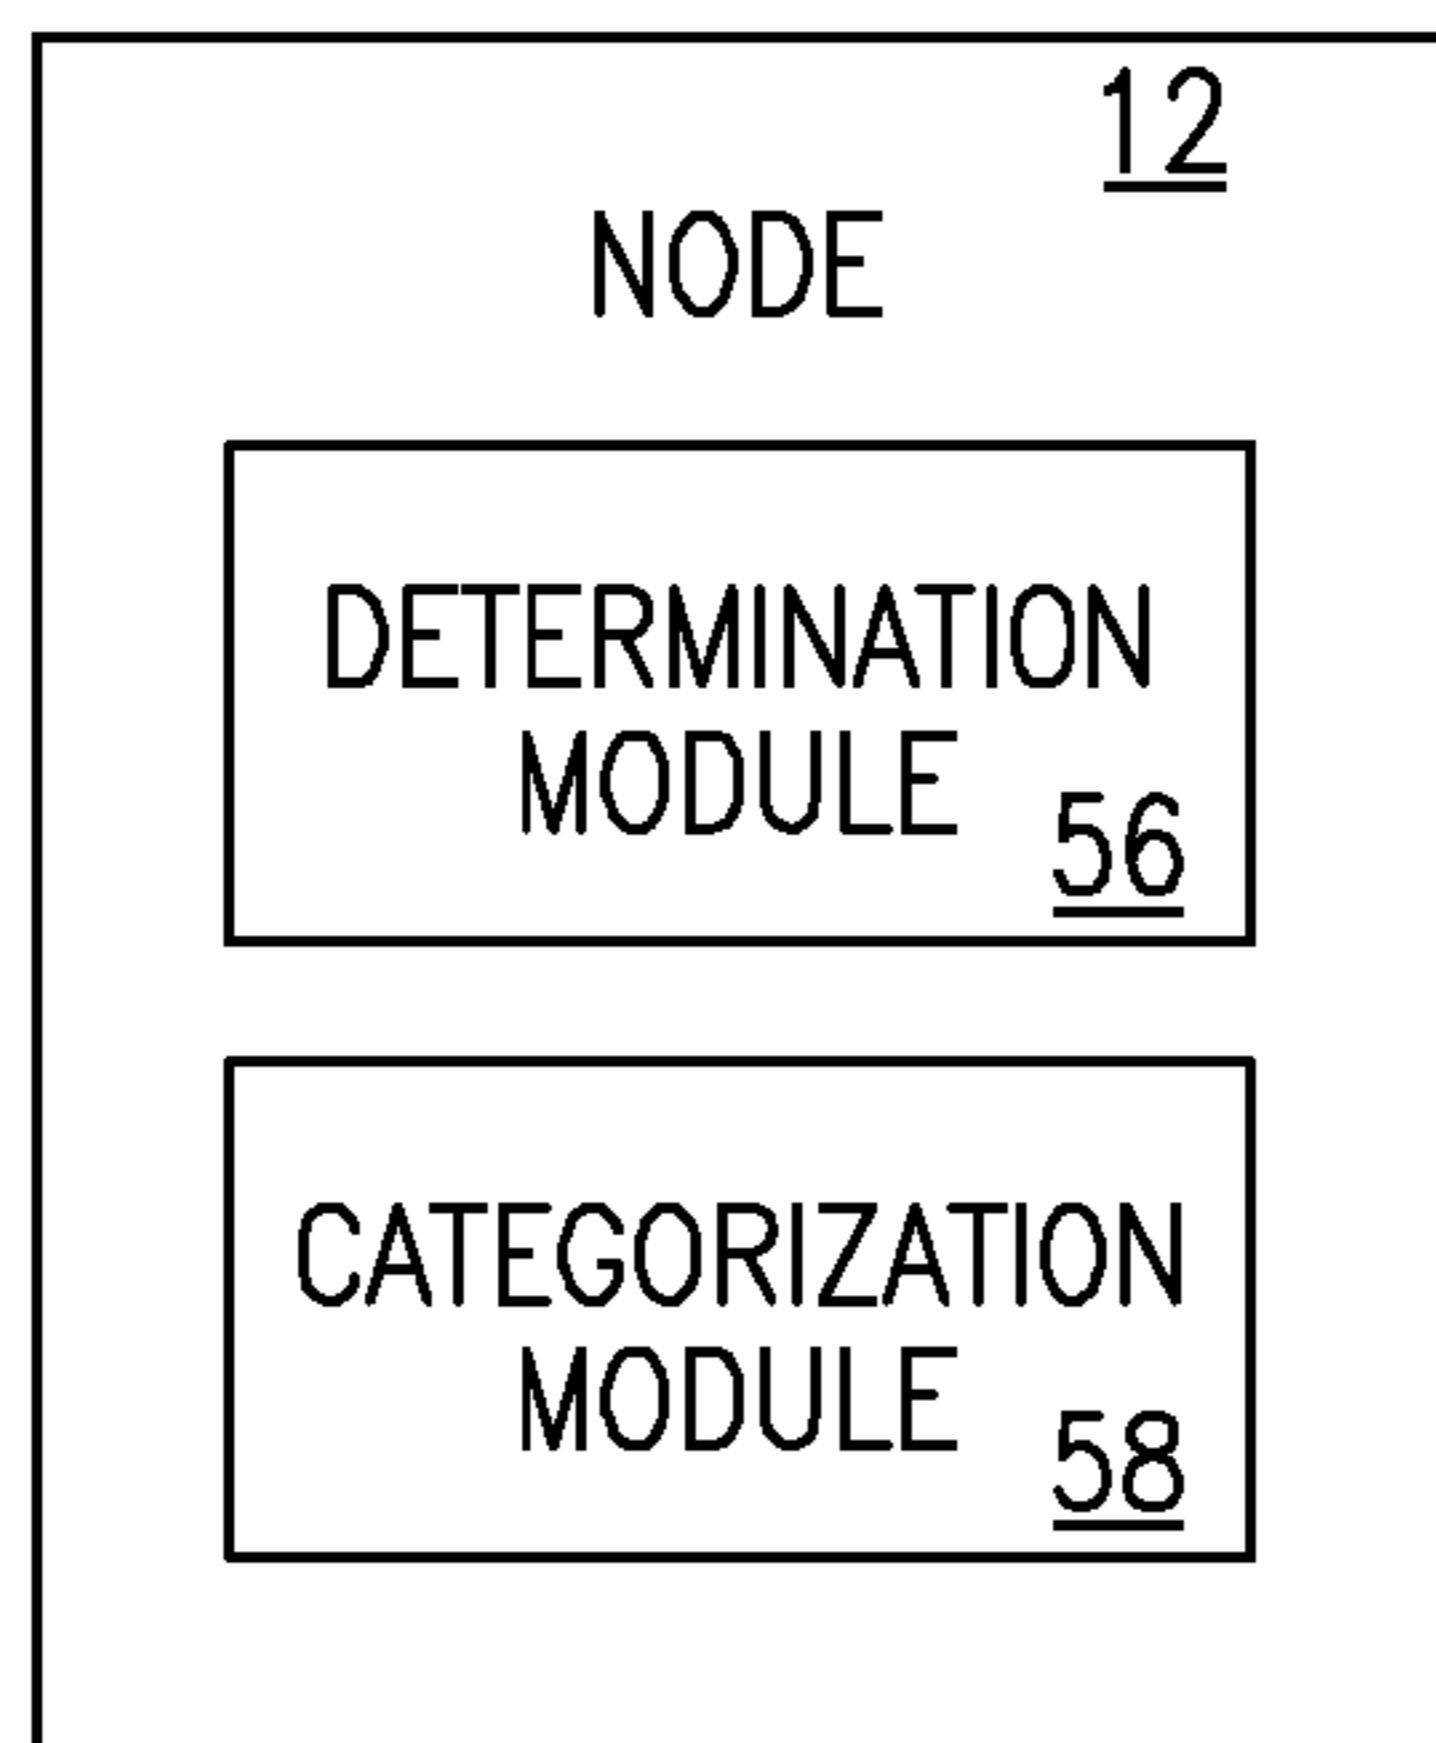 12
NODE
DETERMINATION
MODULE
56
CATEGORIZATION
MODULE
58